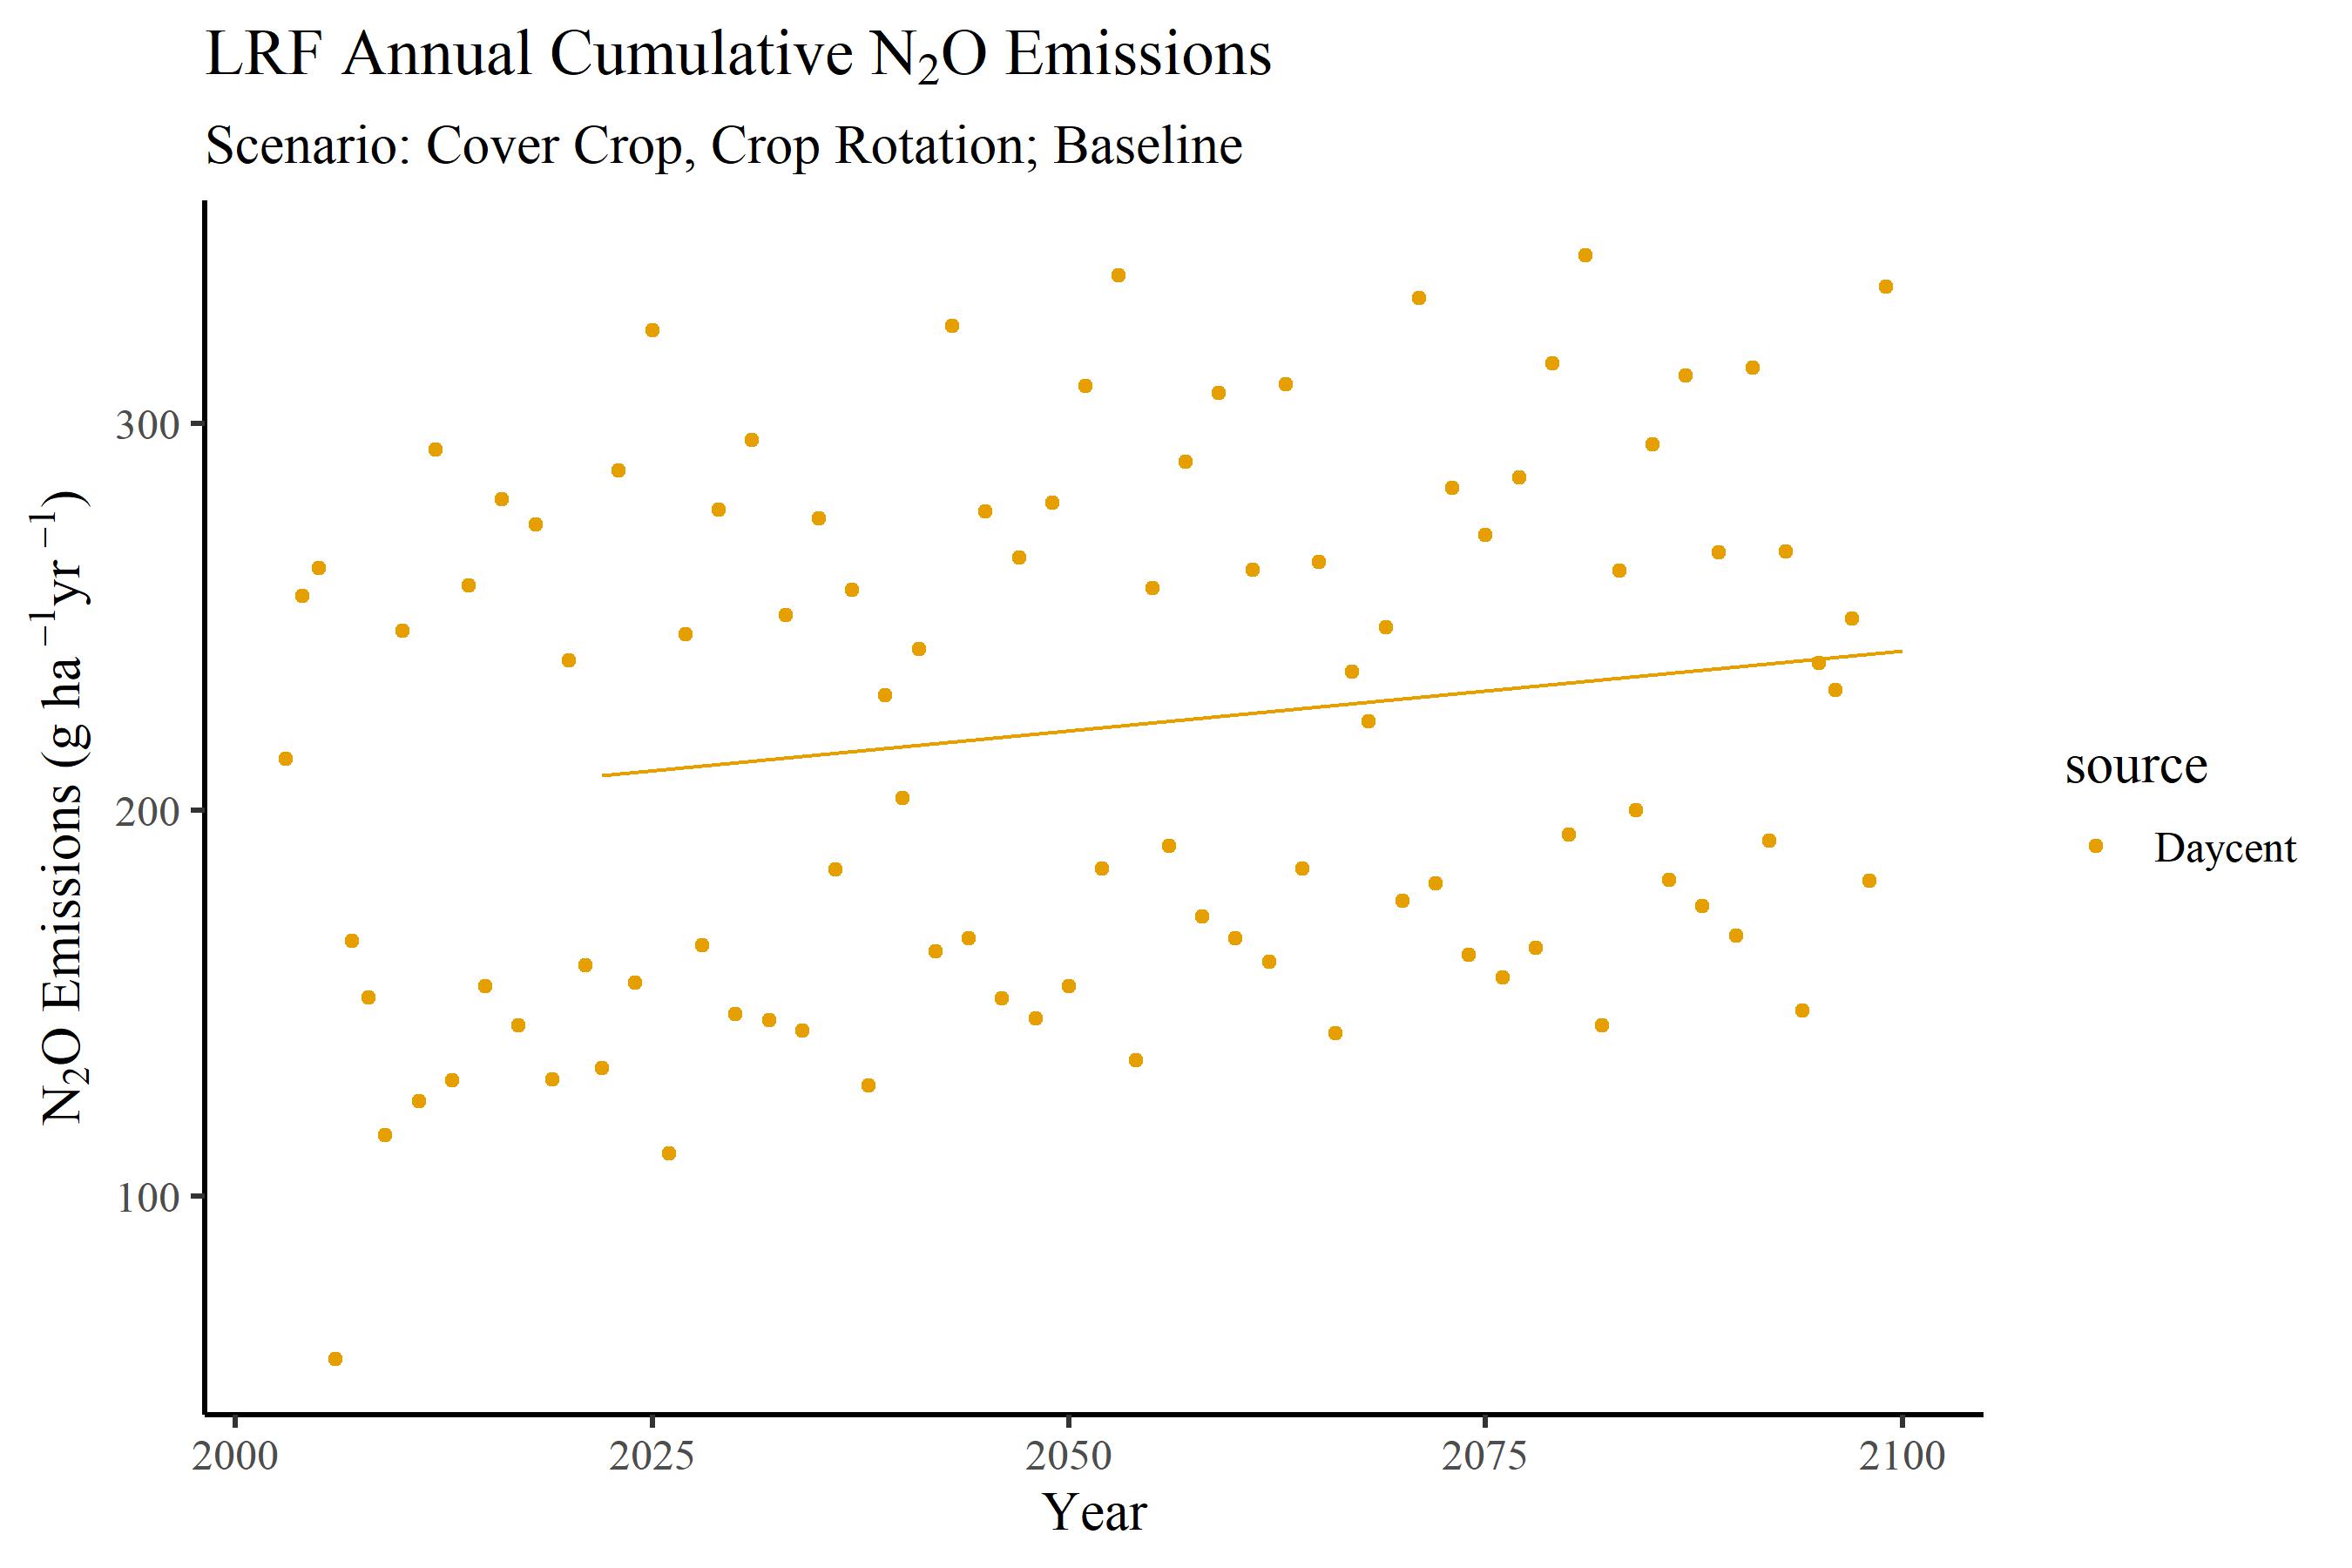 LRF Annual Cumulative N₂O Emissions
Scenario: Cover Crop, Crop Rotation; Baseline
N₂O Emissions (g ha ⁻¹yr ⁻¹)
300
200
100
2000 2025 2050 2075 2100
Year
source
Daycent